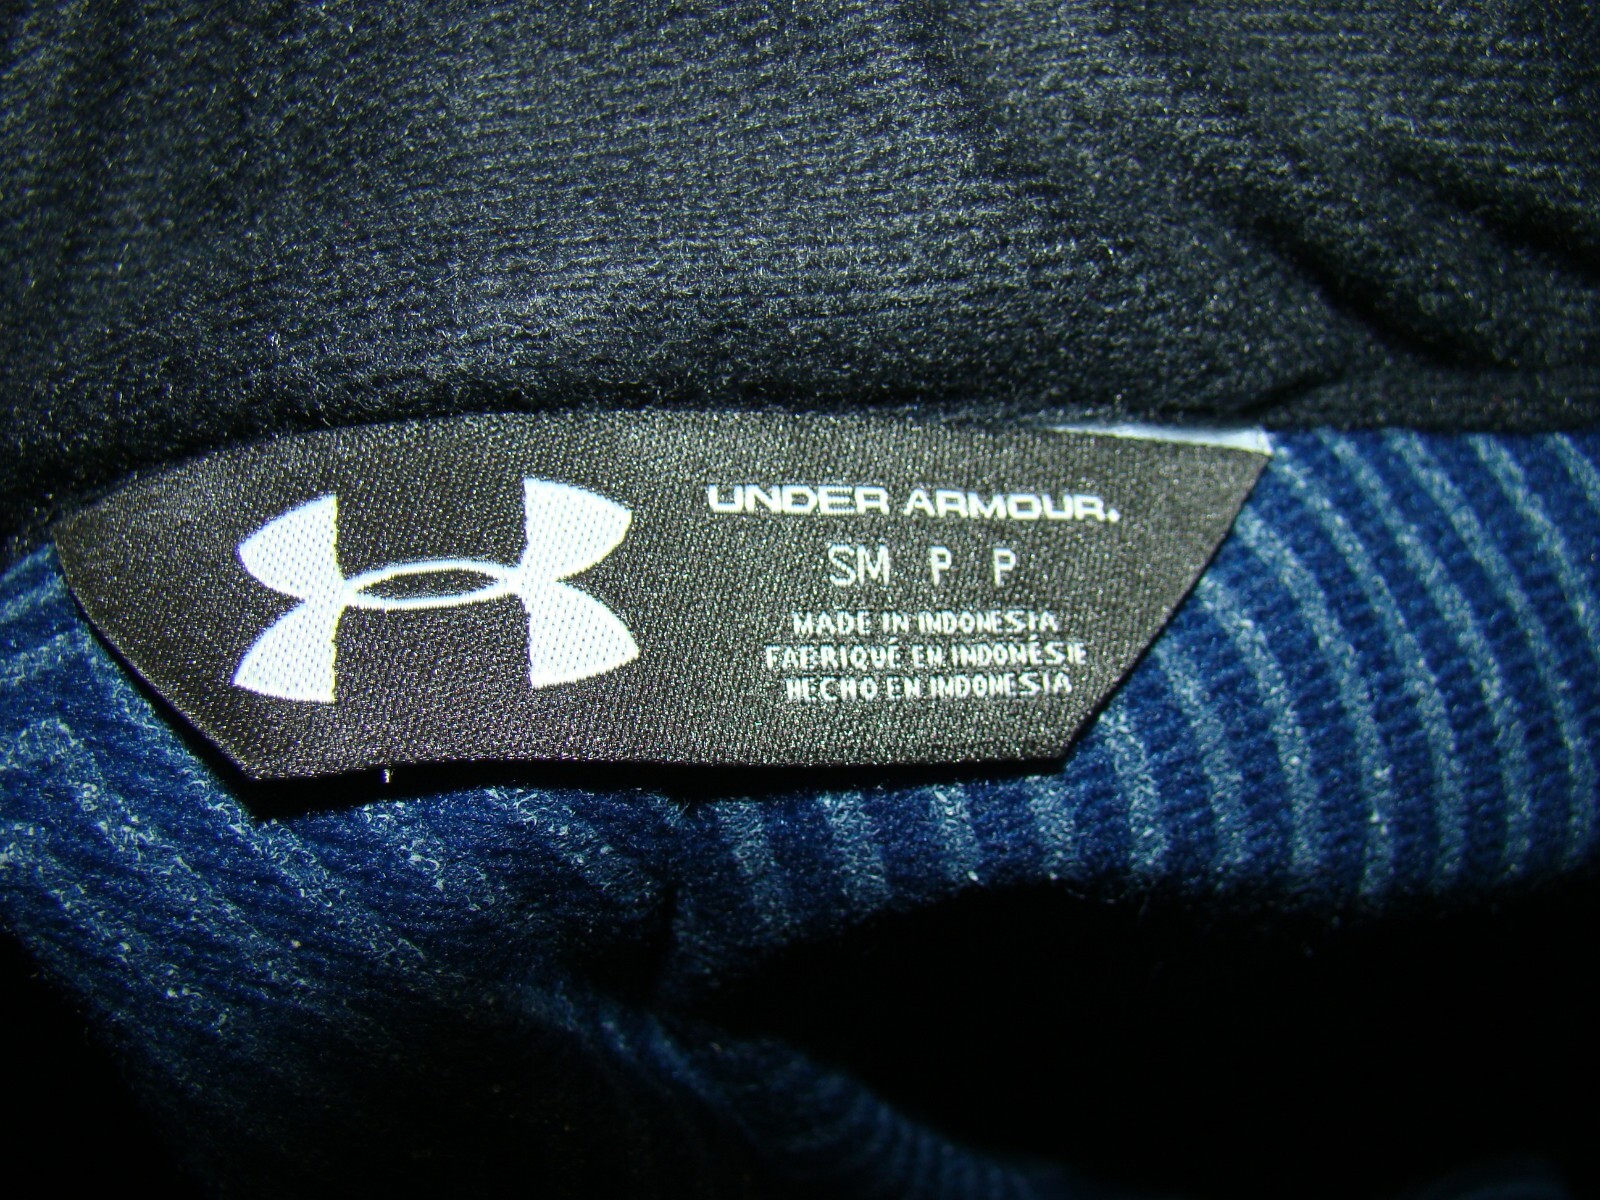 UNDER ARMOUR.
SM P P
MADE IN INDONESIA
FABRIQUÉ EN INDONÉSIE
HECHO EN INDONESIA